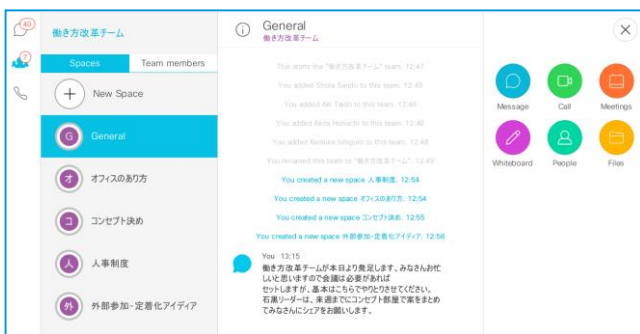 40
7
働き方改革チーム
Spaces
Team members
New Space
G
General
オ
オフィスのあり方
コ
コンセプト決め
人
人事制度
外
外部参加-定着化アイディア
General
働き方改革チーム
This starts the "働き方改革チーム" team. 12:47
You added Shota Sando to this team. 12:48
You added Aki Taido to this team. 12:48
You added Akira Horiuchi to this team. 12:48
You added Keisuke Ishiguro to this team. 12:48
You renamed this team to "働き方改革チーム". 12:49
You created a new space 人事制度. 12:54
You created a new space オフィスのあり方. 12:54
You created a new space コンセプト決め. 12:55
You created a new space 外部参加-定着化アイディア. 12:56
You 13:15
働き方改革チームが本日より発足します、みなさんお忙
しいと思いますので会議は必要があれば
セットしますが、基本はこちらでやりとりさせてください。
石黒リーダーは、来週までにコンセプト部屋で案をまとめ
てみなさんにシェアをお願いします。
Message
Call
Meetings
Whiteboard
People
Files